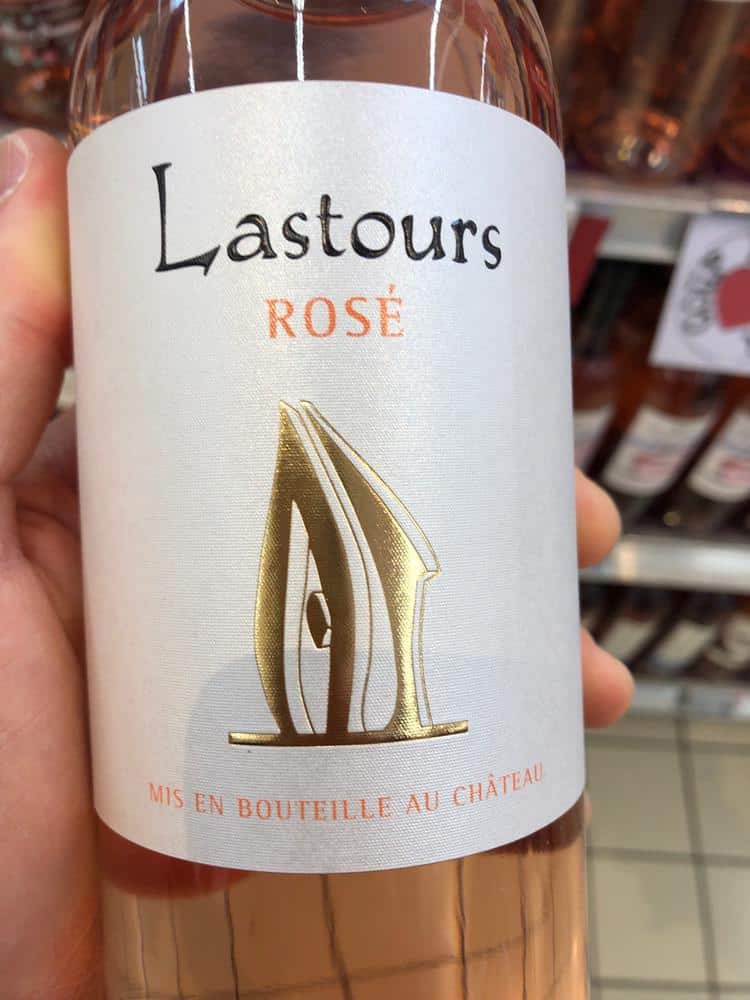 Lastours
ROSÉ
MIS EN BOUTEILLE AU CHÂTEAU